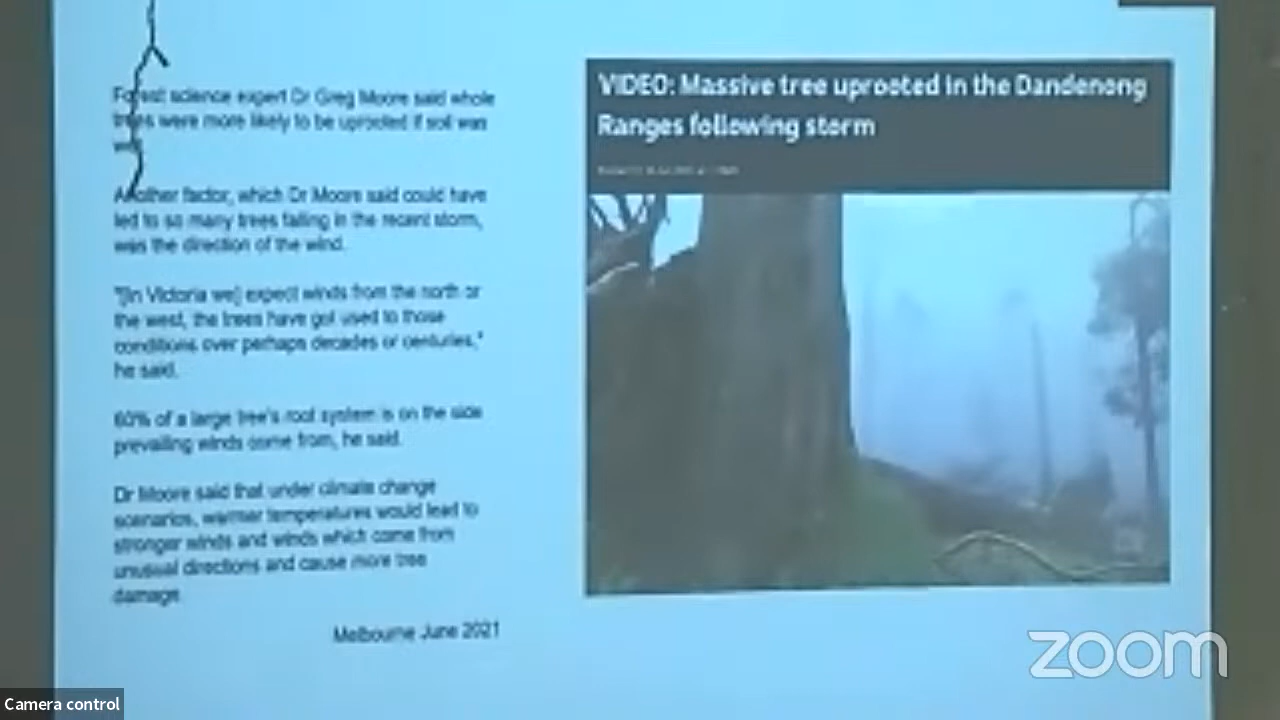 Forest science expert Dr Greg Moore said whole
trees were more likely to be uprooted if soil was
wet
Another factor, which Dr Moore said could have
led to so many trees falling in the recent storm,
was the direction of the wind.
"[In Victoria we] expect winds from the north or
the west, the trees have got used to those
conditions over perhaps decades or centuries,"
he said.
60% of a large tree's root system is on the side
prevailing winds come from, he said.
Dr Moore said that under climate change
scenarios, warmer temperatures would lead to
stronger winds and winds which come from
unusual directions and cause more tree
damage.
Melbourne June 2021
VIDEO: Massive tree uprooted in the Dandenong
Ranges following storm
zoom
Camera control